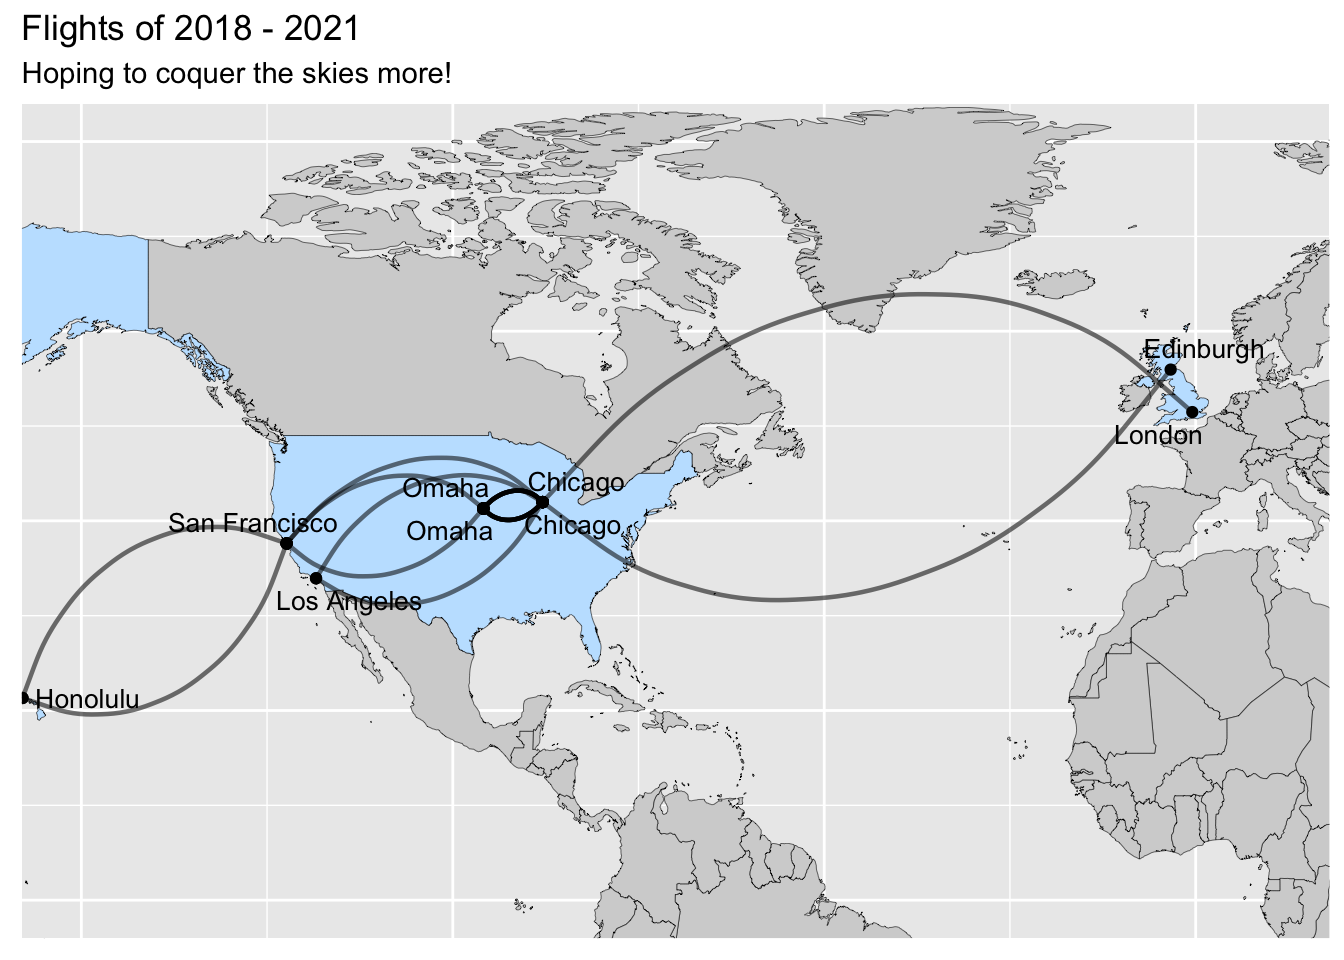 Flights of 2018 - 2021
Hoping to coquer the skies more!
Edinburgh
London
Chicago
Omaha
San Francisco
Chicago
Omaha
Los Angeles
Honolulu